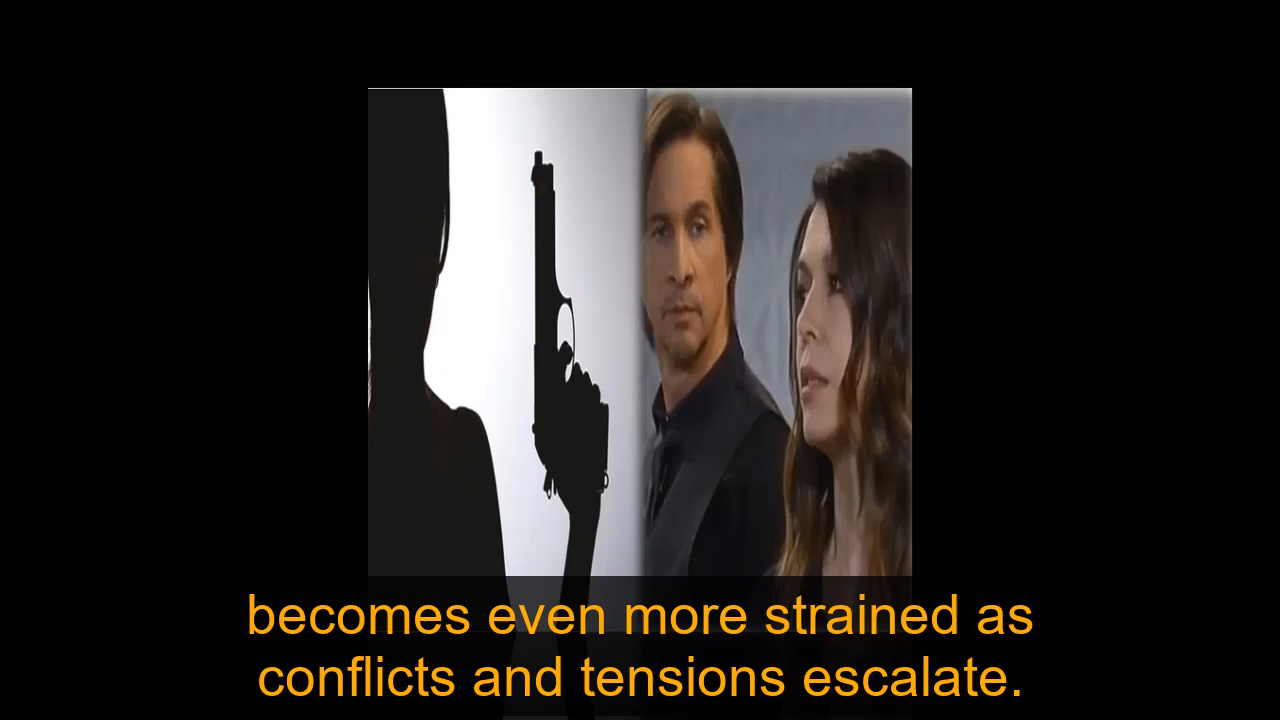 becomes even more strained as
conflicts and tensions escalate.